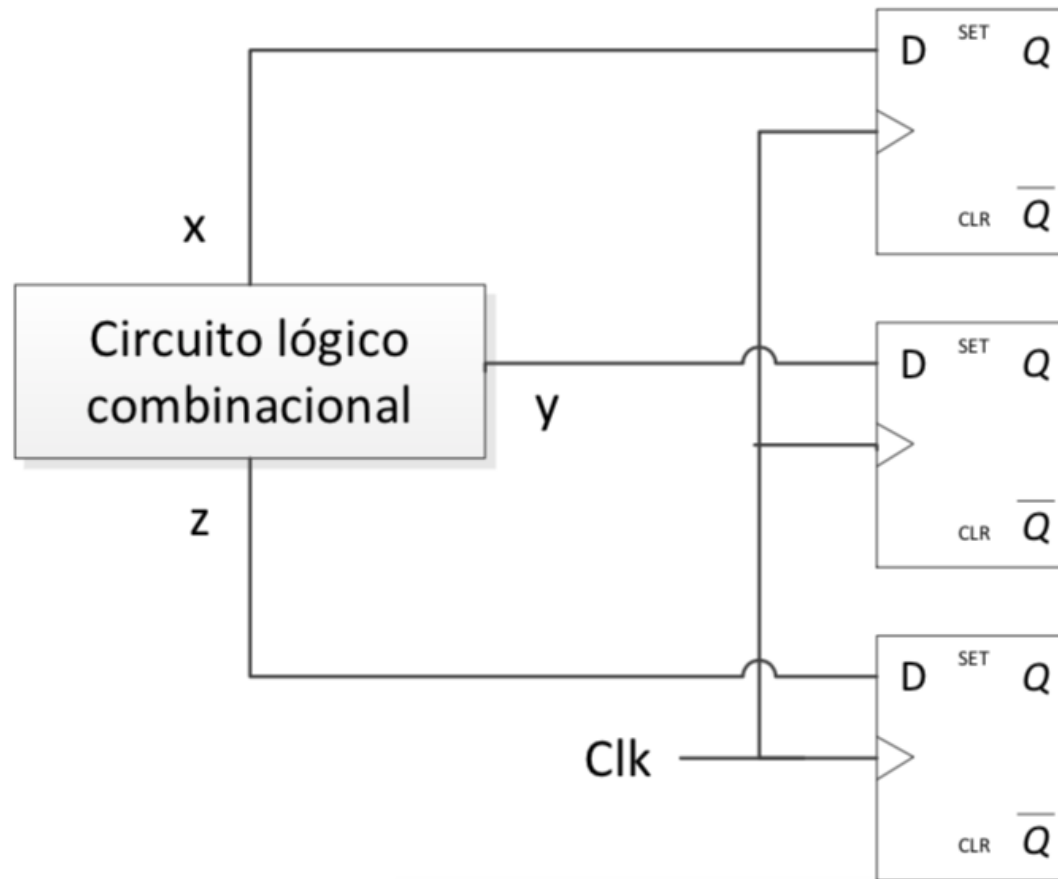 D SET Q
CLR Q
x
Circuito lógico
combinacional
y
D SET Q
CLR Q
z
D SET Q
Clk
CLR Q